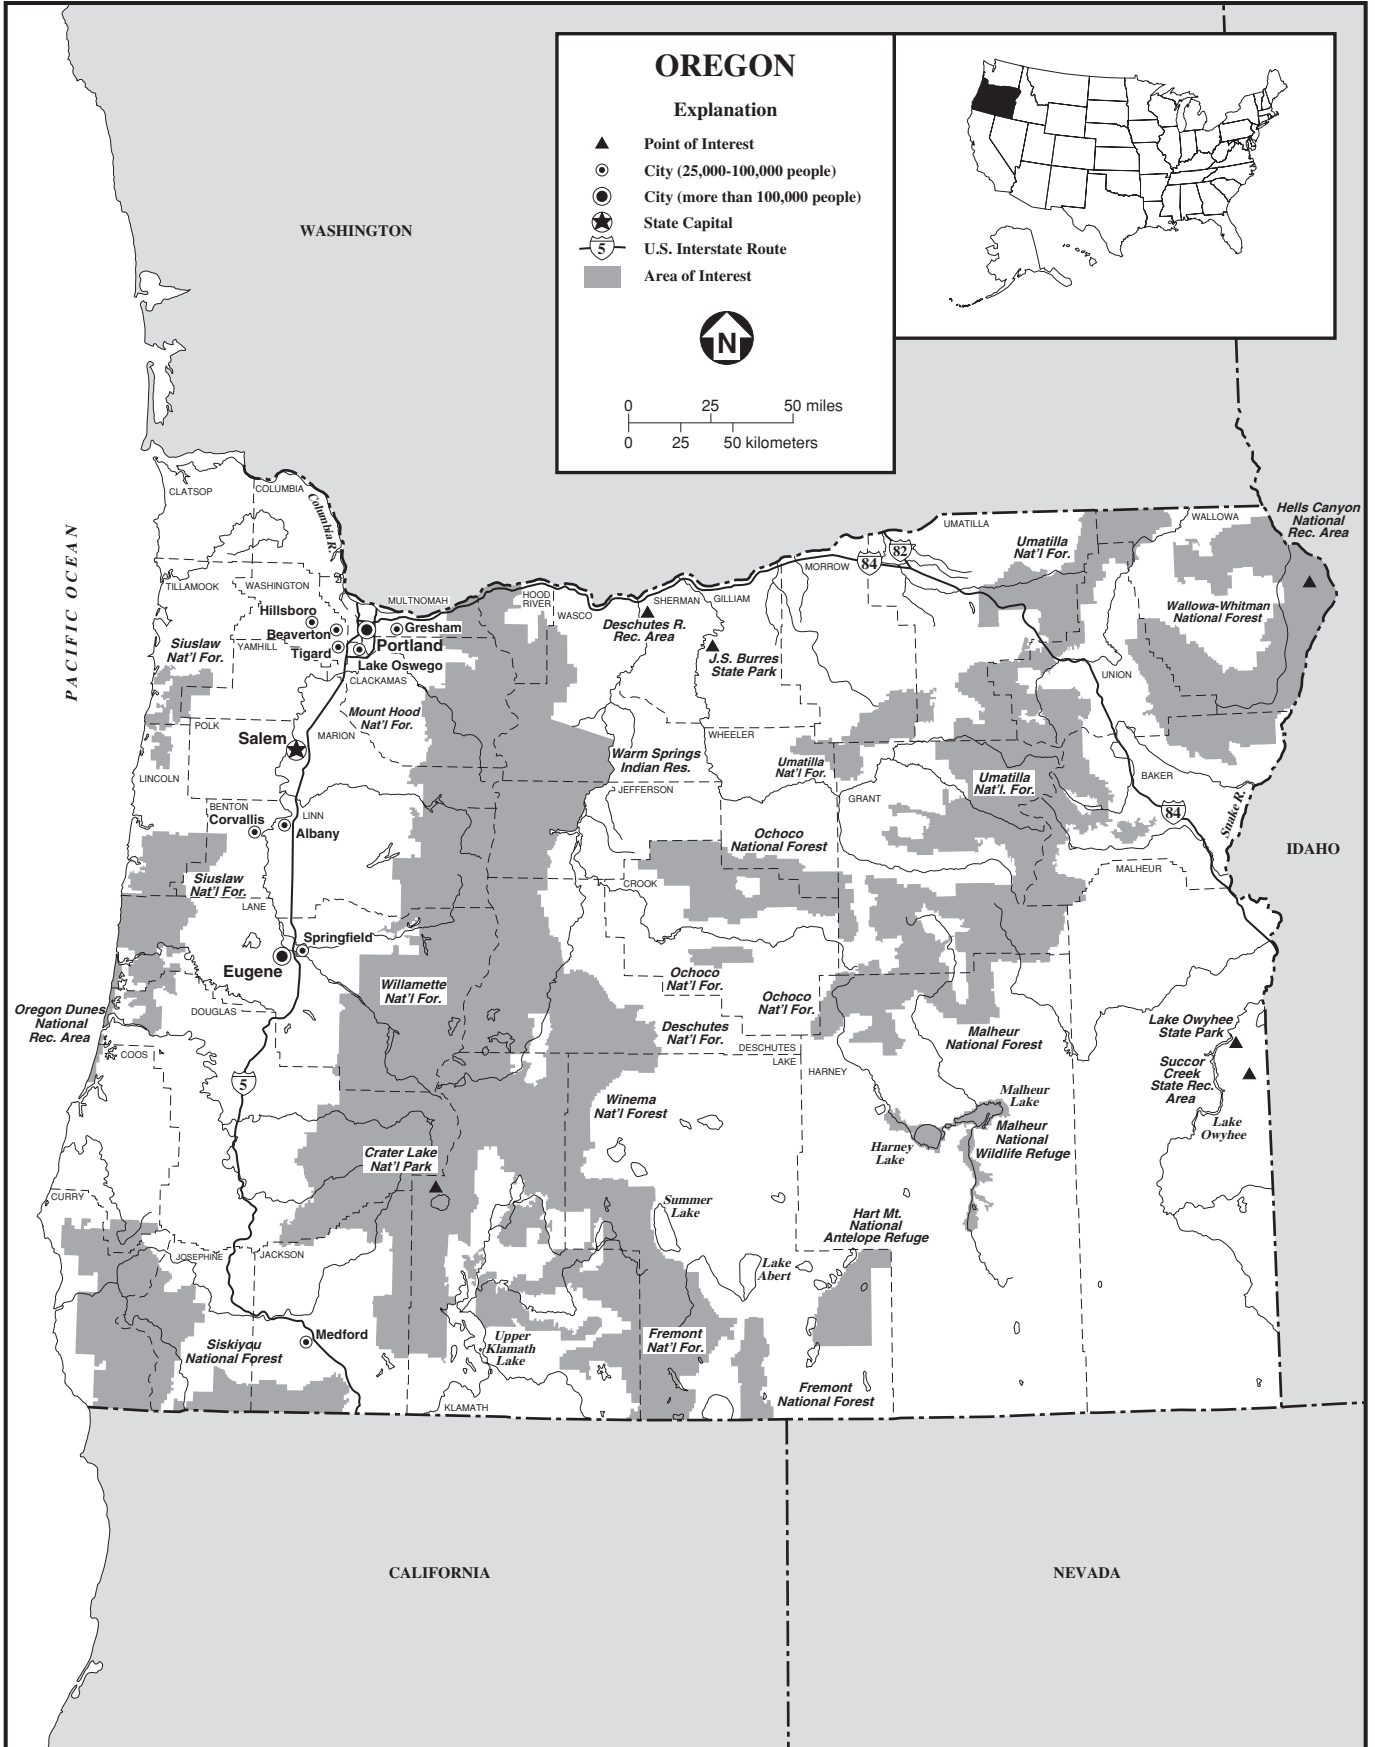 OREGON
Explanation
Point of Interest
City (25,000-100,000 people)
City (more than 100,000 people)
State Capital
5
U.S. Interstate Route
Area of Interest
N
0 25 50 miles
0 25 50 kilometers
WASHINGTON
PACIFIC OCEAN
CLATSOP
COLUMBIA
Columbia R.
TILLAMOOK
WASHINGTON
MULTNOMAH
HOOD
RIVER
WASCO
SHERMAN
GILLIAM
MORROW
84
82
UMATILLA
Umatilla
Nat'l For.
WALLOWA
Hells Canyon
National
Rec. Area
Wallowa-Whitman
National Forest
Hillsboro
Beaverton
Tigard
Portland
Gresham
Lake Oswego
YAMHILL
CLACKAMAS
Siuslaw
Nat'l For.
Deschutes R.
Rec. Area
J.S. Burres
State Park
UNION
POLK
Salem
MARION
Mount Hood
Nat'l For.
Warm Springs
Indian Res.
WHEELER
Umatilla
Nat'l For.
Umatilla
Nat'l. For.
BAKER
LINCOLN
BENTON
Corvallis
LINN
Albany
JEFFERSON
GRANT
84
Snake R.
IDAHO
Ochoco
National Forest
CROOK
MALHEUR
Siuslaw
Nat'l For.
LANE
Springfield
Eugene
Willamette
Nat'l For.
Ochoco
Nat'l For.
Ochoco
Nat'l For.
Deschutes
Nat'l For.
DESCHUTES
LAKE
HARNEY
Malheur
National Forest
Oregon Dunes
National
Rec. Area
DOUGLAS
COOS
5
Lake Owyhee
State Park
Succor
Creek
State Rec.
Area
Lake
Owyhee
Winema
Nat'l Forest
Malheur
Lake
Malheur
National
Wildlife Refuge
Harney
Lake
Crater Lake
Nat'l Park
CURRY
Summer
Lake
Hart Mt.
National
Antelope Refuge
JOSEPHINE
JACKSON
Lake
Abert
Medford
Siskiyou
National Forest
Upper
Klamath
Lake
Fremont
Nat'l For.
Fremont
National Forest
KLAMATH
CALIFORNIA
NEVADA